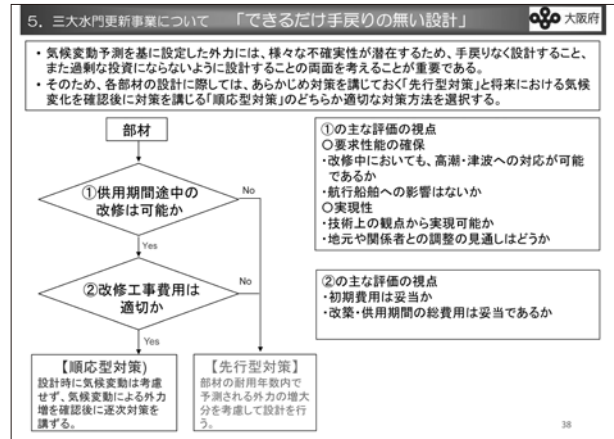 5．三大水門更新事業について　「できるだけ手戻りの無い設計」
大阪府
・気候変動予測を基に設定した外力には、様々な不確実性が潜在するため、手戻りなく設計すること、
また過剰な投資にならないように設計することの両面を考えることが重要である。
・そのため、各部材の設計に際しては、あらかじめ対策を講じておく「先行型対策」と将来における気候
変化を確認後に対策を講じる「順応型対策」のどちらか適切な対策方法を選択する。
部材
①供用期間途中の
改修は可能か
No
Yes
②改修工事費用は
適切か
No
Yes
【順応型対策)
設計時に気候変動は考慮
せず、気候変動による外力
増を確認後に逐次対策を
講ずる。
【先行型対策】
部材の耐用年数内で
予測される外力の増大
分を考慮して設計を行
う。
①の主な評価の視点
○要求性能の確保
・改修中においても、高潮・津波への対応が可能
であるか
・航行船舶への影響はないか
○実現性
・技術上の観点から実現可能か
・地元や関係者との調整の見通しはどうか
②の主な評価の視点
・初期費用は妥当か
・改築・供用期間の総費用は妥当であるか
38